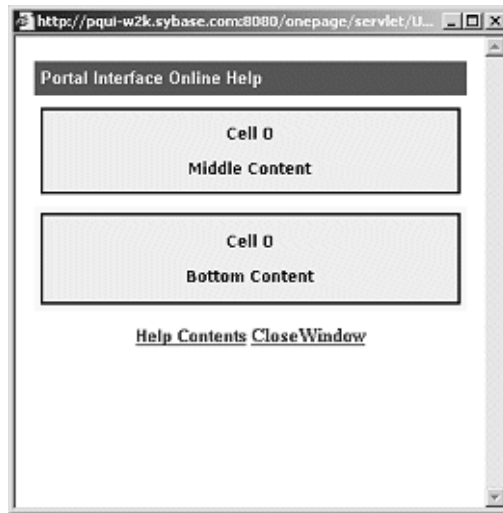 http://pqui-w2k.sybase.com:8080/onepage/servlet/U...
Portal Interface Online Help
Cell 0
Middle Content
Cell 0
Bottom Content
Help Contents CloseWindow